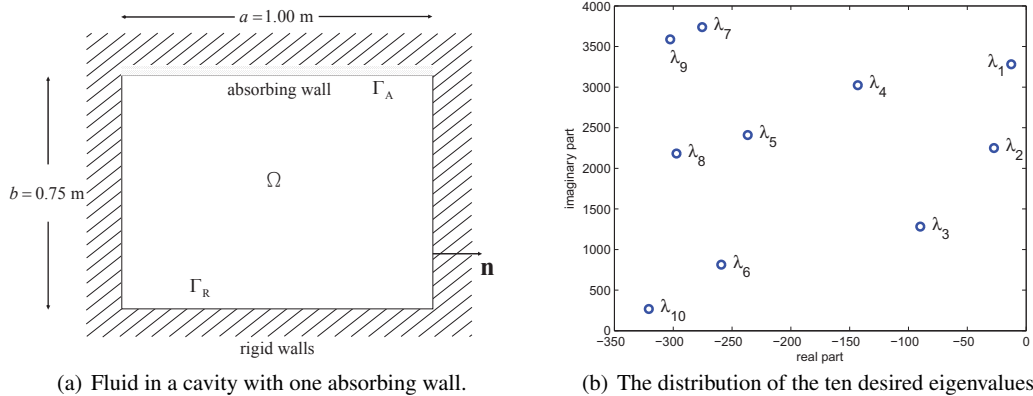 a = 1.00 m
absorbing wall
Γ_A
b = 0.75 m
Ω
n
Γ_R
rigid walls
(a) Fluid in a cavity with one absorbing wall.
4000
3500
3000
2500
2000
1500
1000
500
0
imaginary part
λ_7
λ_9
λ_1
λ_4
λ_5
λ_8
λ_2
λ_3
λ_6
λ_10
−350 −300 −250 −200 −150 −100 −50 0
real part
(b) The distribution of the ten desired eigenvalues